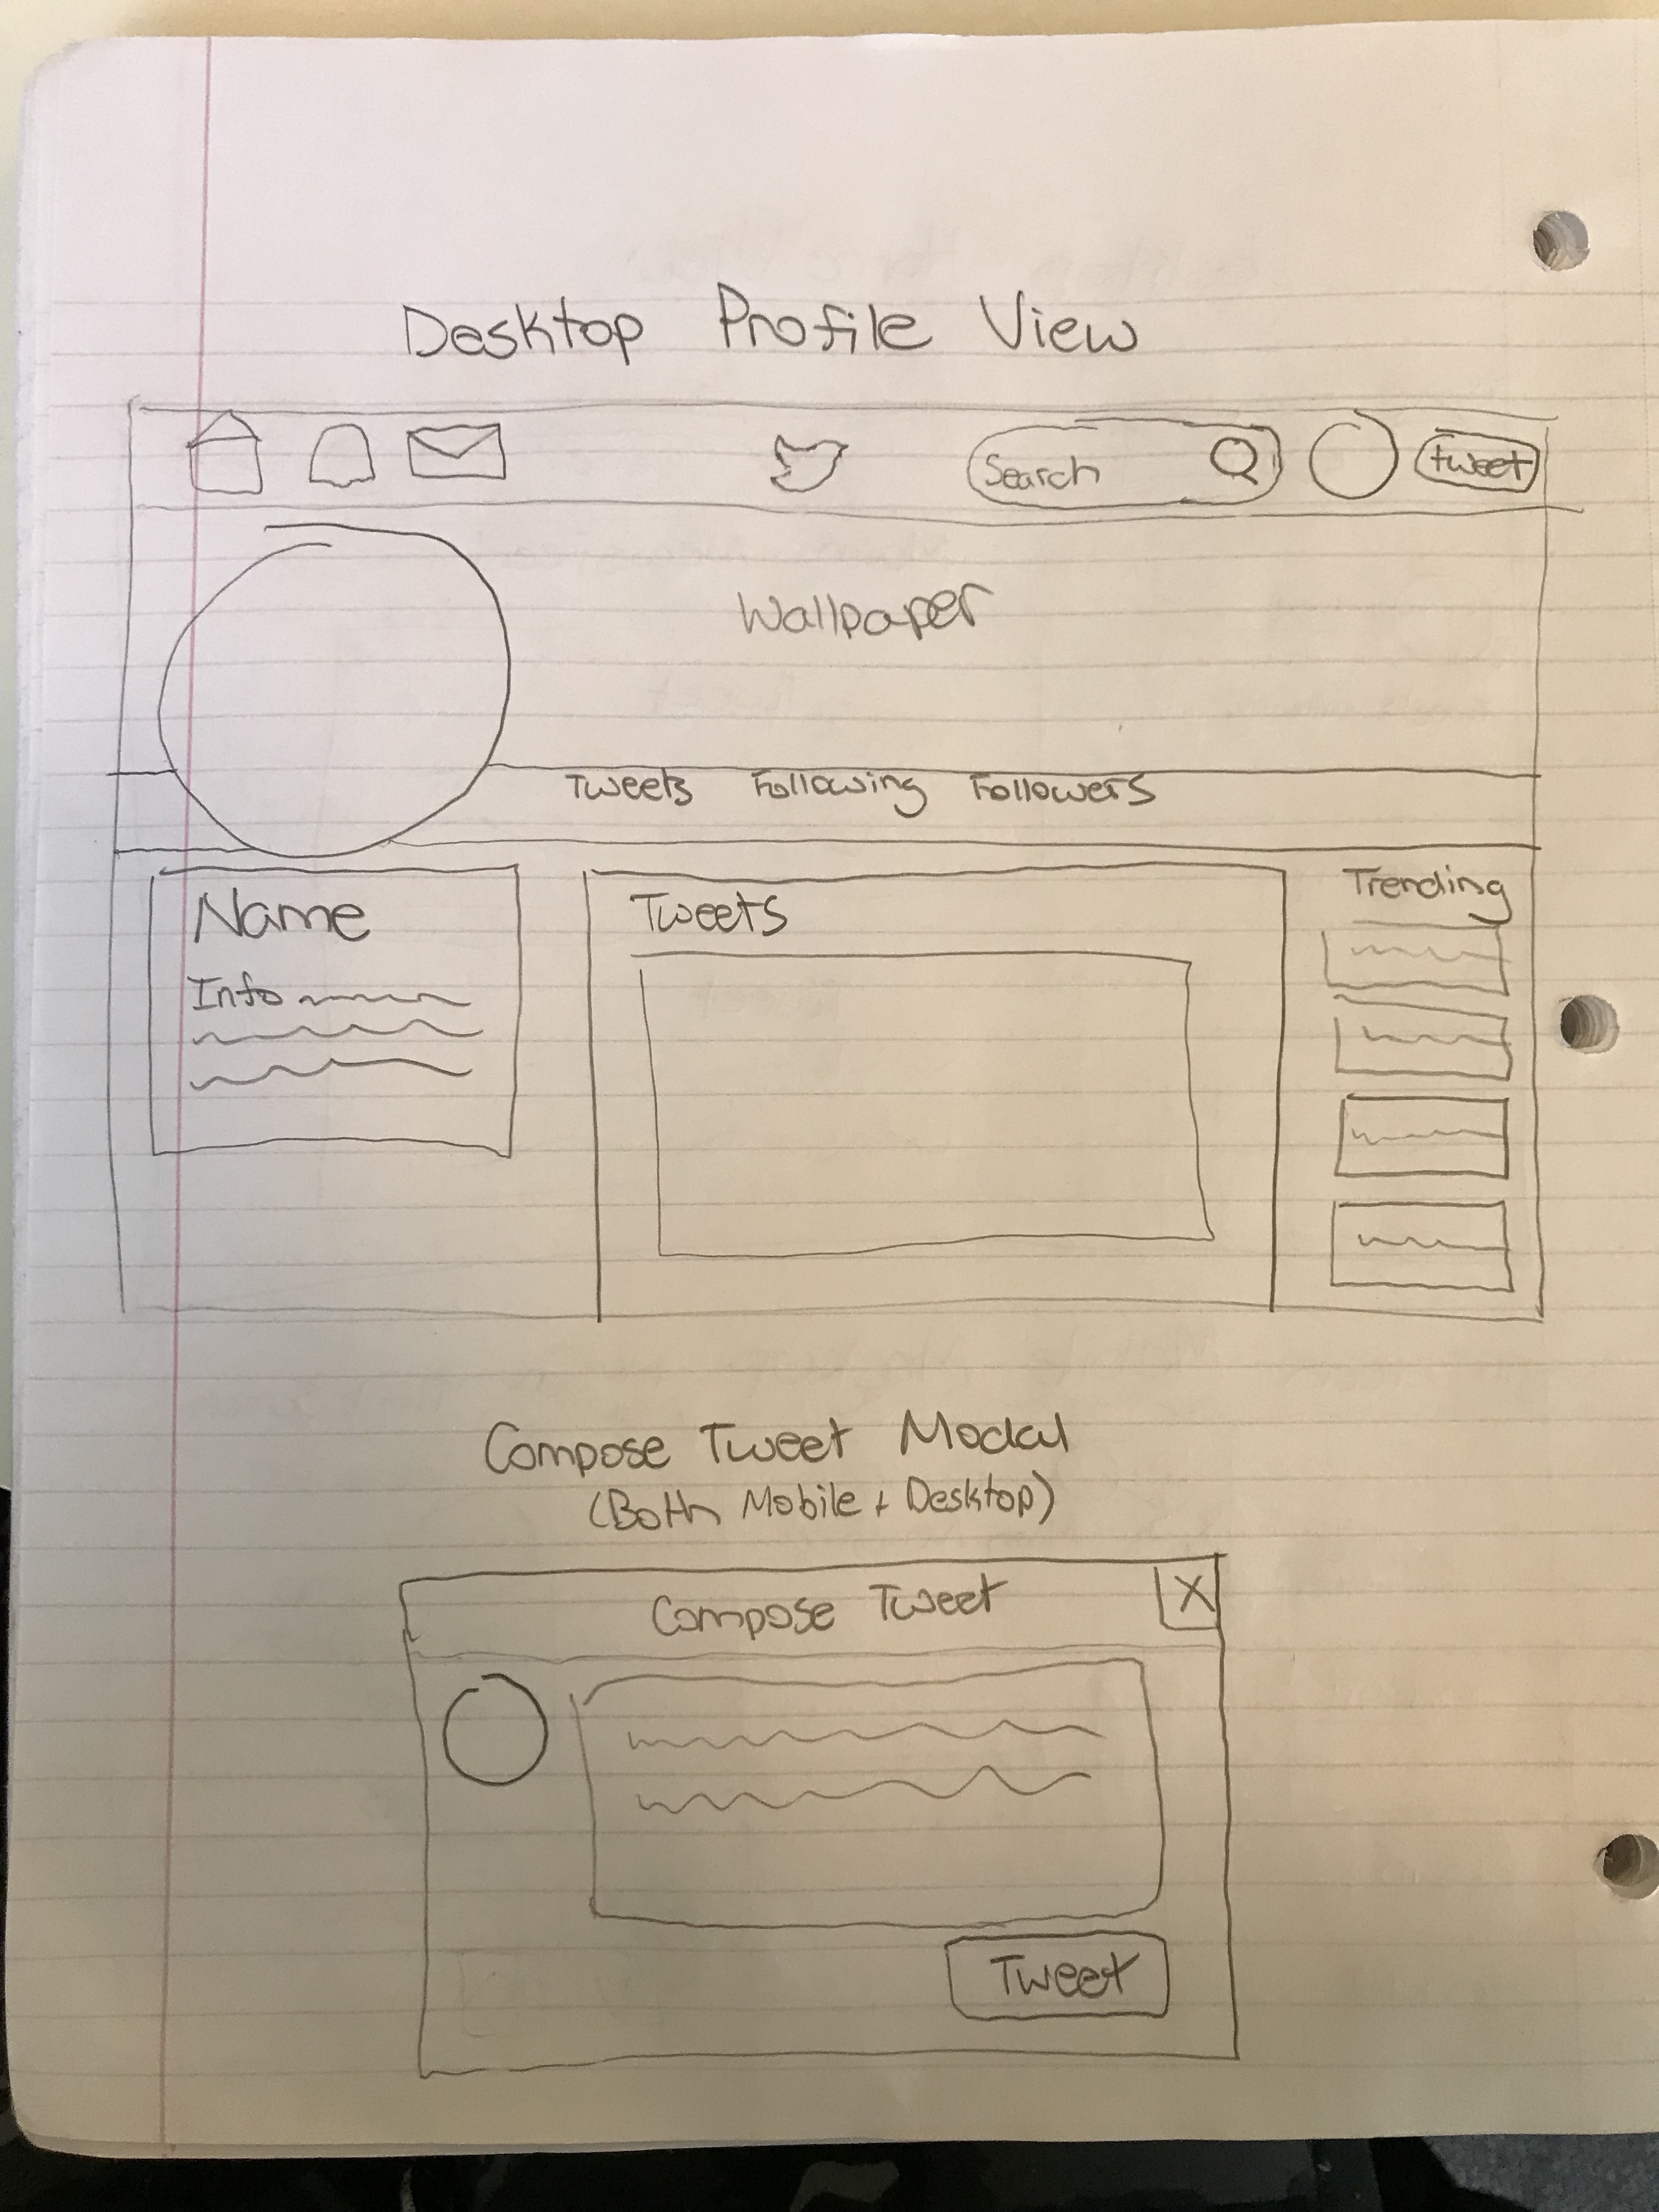 Desktop Profile View
Search tweet
Wallpaper
Tweets Following Followers
Name
Info
Tweets
Trending
Compose Tweet Modal
(Both Mobile + Desktop)
Compose Tweet X
Tweet